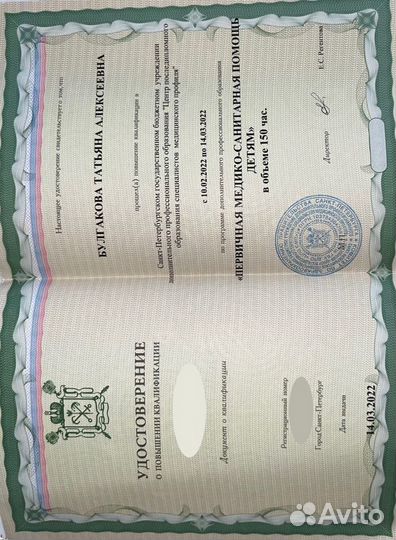 УДОСТОВЕРЕНИЕ
О ПОВЫШЕНИИ КВАЛИФИКАЦИИ
Документ о квалификации
Регистрационный номер
Город Санкт-Петербург
Дата выдачи
14.03.2022
Настоящее удостоверение свидетельствует о том, что
БУЛГАКОВА ТАТЬЯНА АЛЕКСЕЕВНА
прошел(а) повышение квалификации в
Санкт-Петербургском государственном бюджетном учреждении
дополнительного профессионального образования "Центр последипломного
образования специалистов медицинского профиля"
с 10.02.2022 по 14.03.2022
по программе дополнительного профессионального образования
«ПЕРВИЧНАЯ МЕДИКО-САНИТАРНАЯ ПОМОЩЬ
ДЕТЯМ»
в объеме 150 час.
Директор
Avito